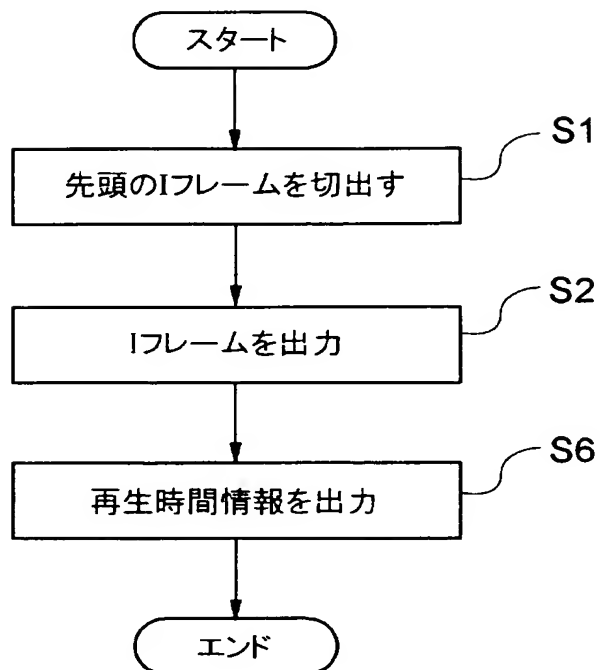 スタート
先頭のIフレームを切出す
S1
Iフレームを出力
S2
再生時間情報を出力
S6
エンド